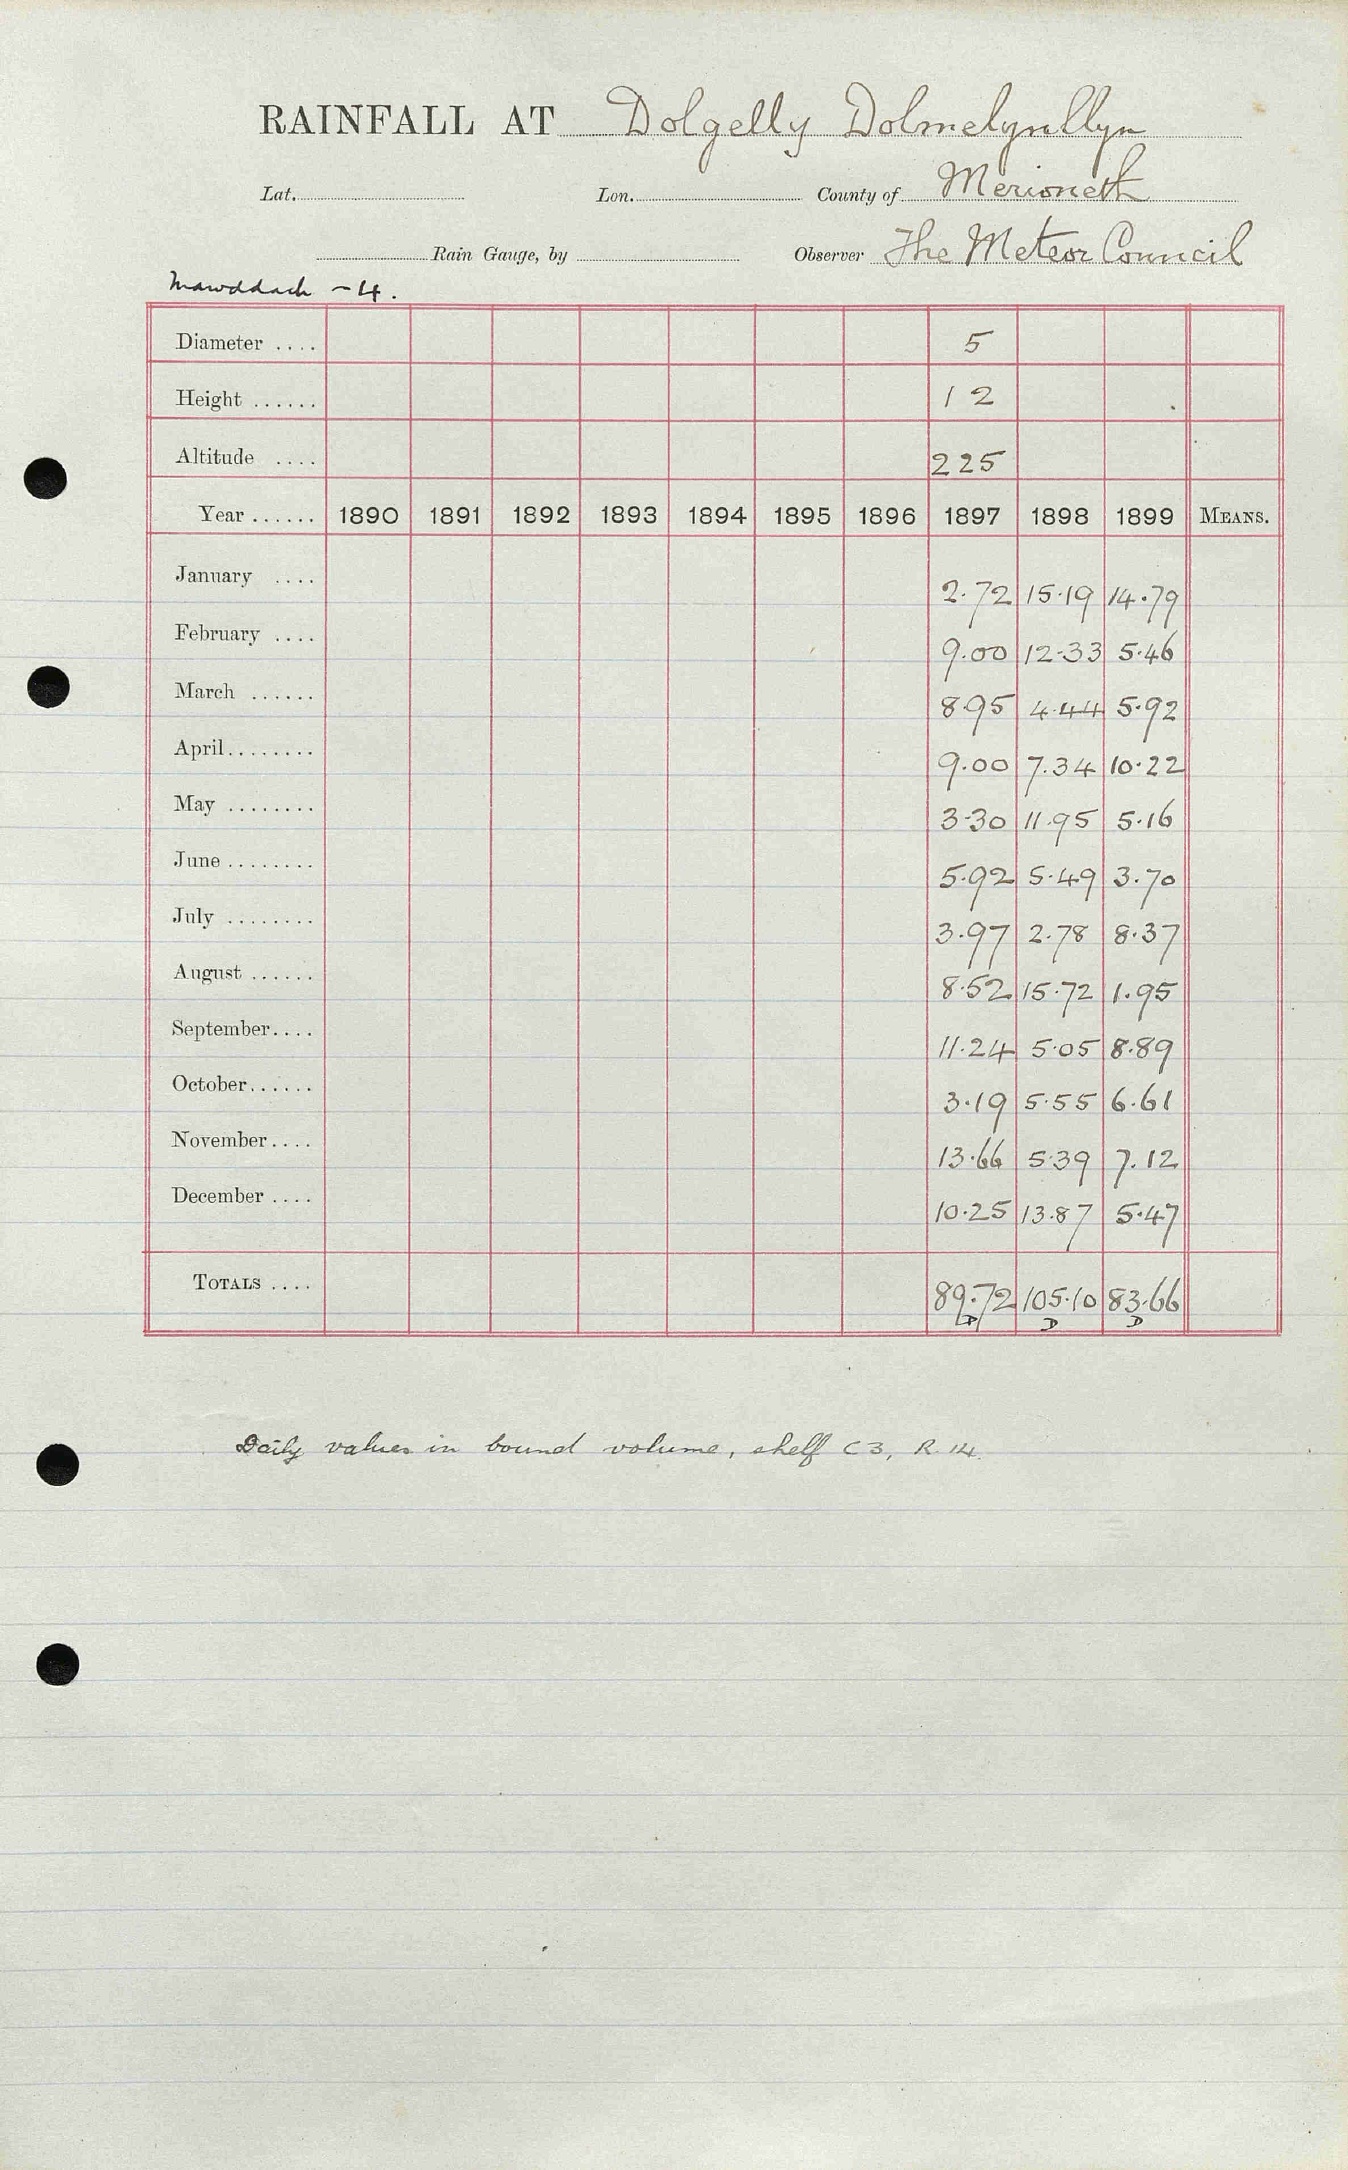 RAINFALL AT Dolgelly Dolmelynllyn
Lat. Lon. County of Merioneth
Rain Gauge, by Observer The Meteor Council
Mawddach - 4.
Diameter .... 5
Height ...... 12
Altitude .... 225
Year ...... 1890 1891 1892 1893 1894 1895 1896 1897 1898 1899 MEANS.
January .... 2.72 15.19 14.79
February .... 9.00 12.33 5.46
March ...... 8.95 4.44 5.92
April........ 9.00 7.34 10.22
May ........ 3.30 11.95 5.16
June ........ 5.92 5.49 3.70
July ........ 3.97 2.78 8.37
August ...... 8.52 15.72 1.95
September.... 11.24 5.05 8.89
October...... 3.19 5.55 6.61
November.... 13.66 5.39 7.12
December .... 10.25 13.87 5.47
TOTALS .... 89.72 105.10 83.66
D D D
Daily values in bound volume, shelf C3, R. 14.